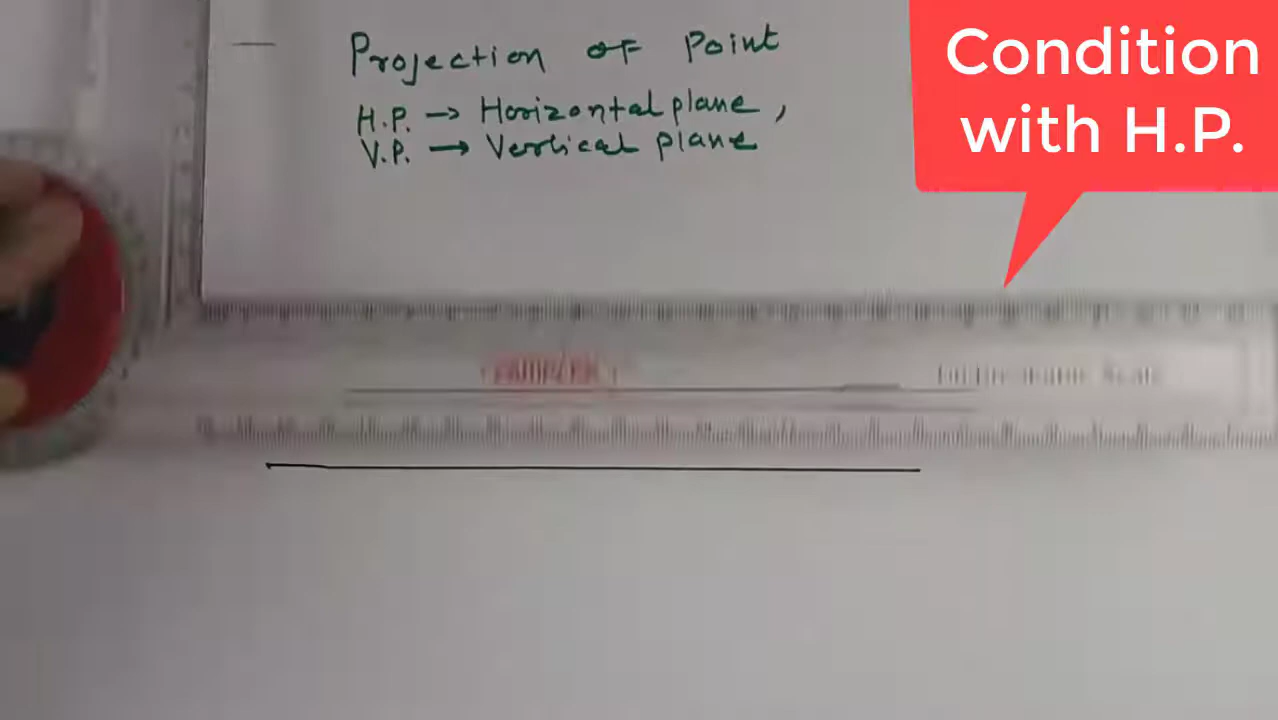 Projection of Point
H.P. → Horizontal plane,
V.P. → Vertical plane
Condition
with H.P.